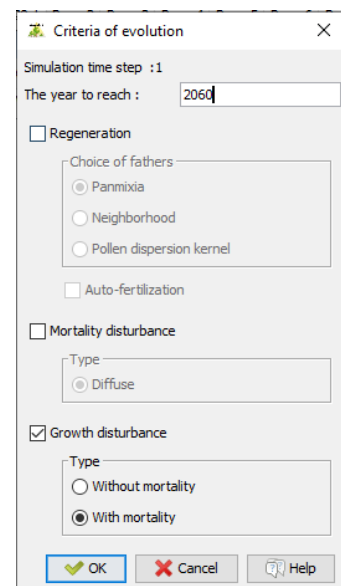 Criteria of evolution
Simulation time step :1
The year to reach : 2060
Regeneration
Choice of fathers
Panmixia
Neighborhood
Pollen dispersion kernel
Auto-fertilization
Mortality disturbance
Type
Diffuse
Growth disturbance
Type
Without mortality
With mortality
OK Cancel Help